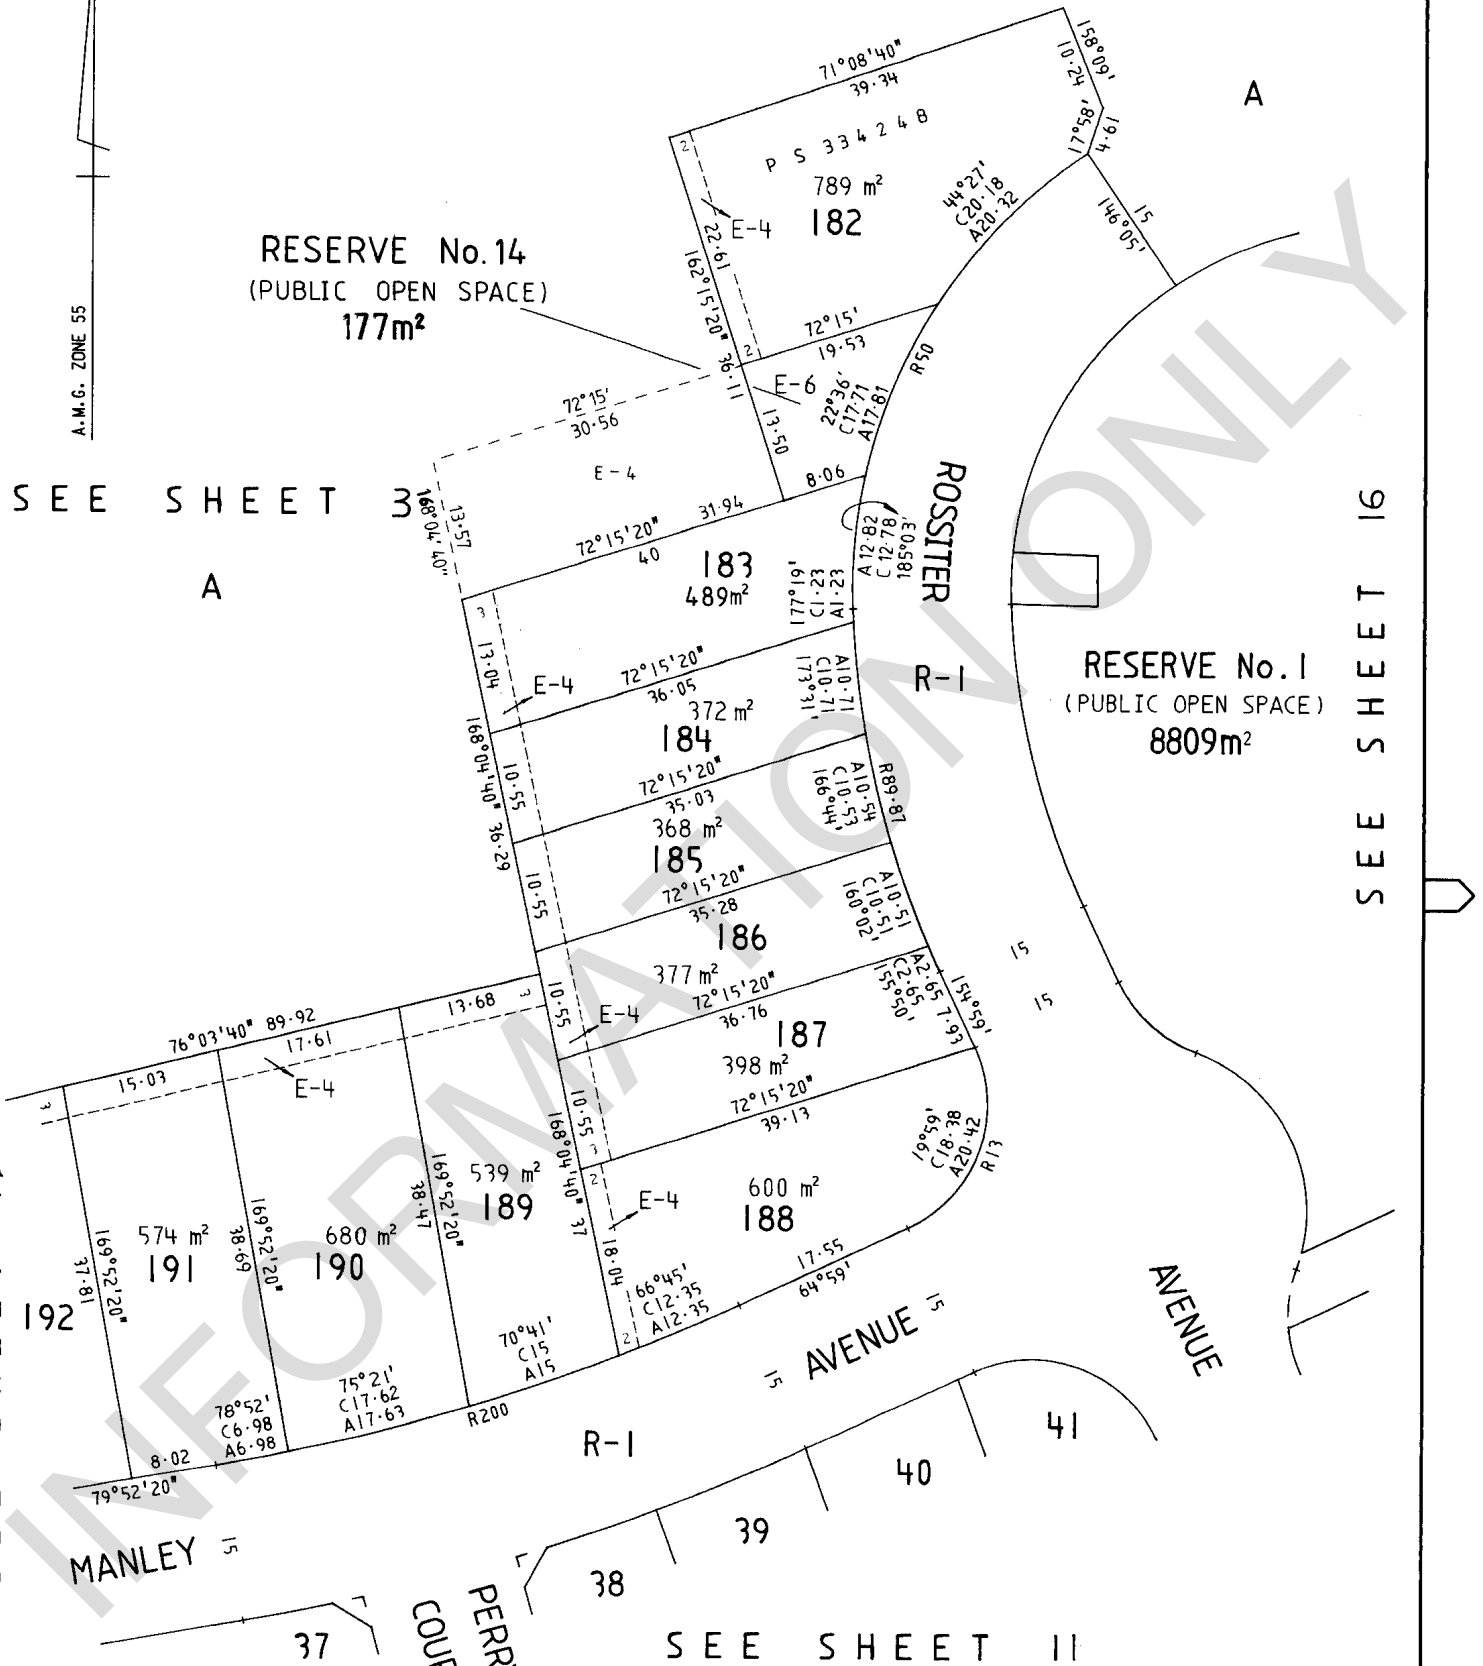 71°08'40"
39·34
158°09'
10·24
17°58'
4·61
A
PS 334248
789 m²
182
44°27'
C20·18
A20·32
15
146°05'
E-4
2
22·61
162°15'20" 36·11
2
72°15'
19·53
RESERVE No.14
(PUBLIC OPEN SPACE)
177m²
A.M.G. ZONE 55
E-6
22°36'
C17·71
A17·81
R50
13·50
72°15'
30·56
E-4
8·06
SEE SHEET 3
13·57
168°04'40"
31·94
72°15'20"
40
A
183
489m²
A12·82
C12·78
185°03'
177°19'
C1·23
A1·23
ROSSITER
3
13·04
E-4
72°15'20"
36·05
372 m²
184
A10·71
C10·71
173°31'
R-1
RESERVE No.1
(PUBLIC OPEN SPACE)
8809m²
SEE SHEET 16
168°04'40" 36·29
10·55
72°15'20"
35·03
368 m²
185
A10·54
C10·53
166°44'
R89·87
10·55
72°15'20"
35·28
186
377 m²
A10·51
C10·51
160°02'
15
15
10·55
E-4
72°15'20"
36·76
187
398 m²
A2·65
C2·65
155°50'
154°59'
7·93
76°03'40" 89·92
13·68
3
17·61
15·03
3
E-4
10·55
3
72°15'20"
39·13
168°04'40" 37
2
E-4
600 m²
188
19°59'
C18·38
A20·42
R13
18·04
2
17·55
64°59'
66°45'
C12·35
A12·35
539 m²
189
169°52'20"
38·47
680 m²
190
169°52'20"
38·69
574 m²
191
169°52'20"
37·81
192
70°41'
C15
A15
75°21'
C17·62
A17·63
78°52'
C6·98
A6·98
R200
8·02
79°52'20"
15
AVENUE
15
AVENUE
R-1
41
40
39
38
37
MANLEY
15
PERRY
SEE SHEET 11
INFORMATION ONLY